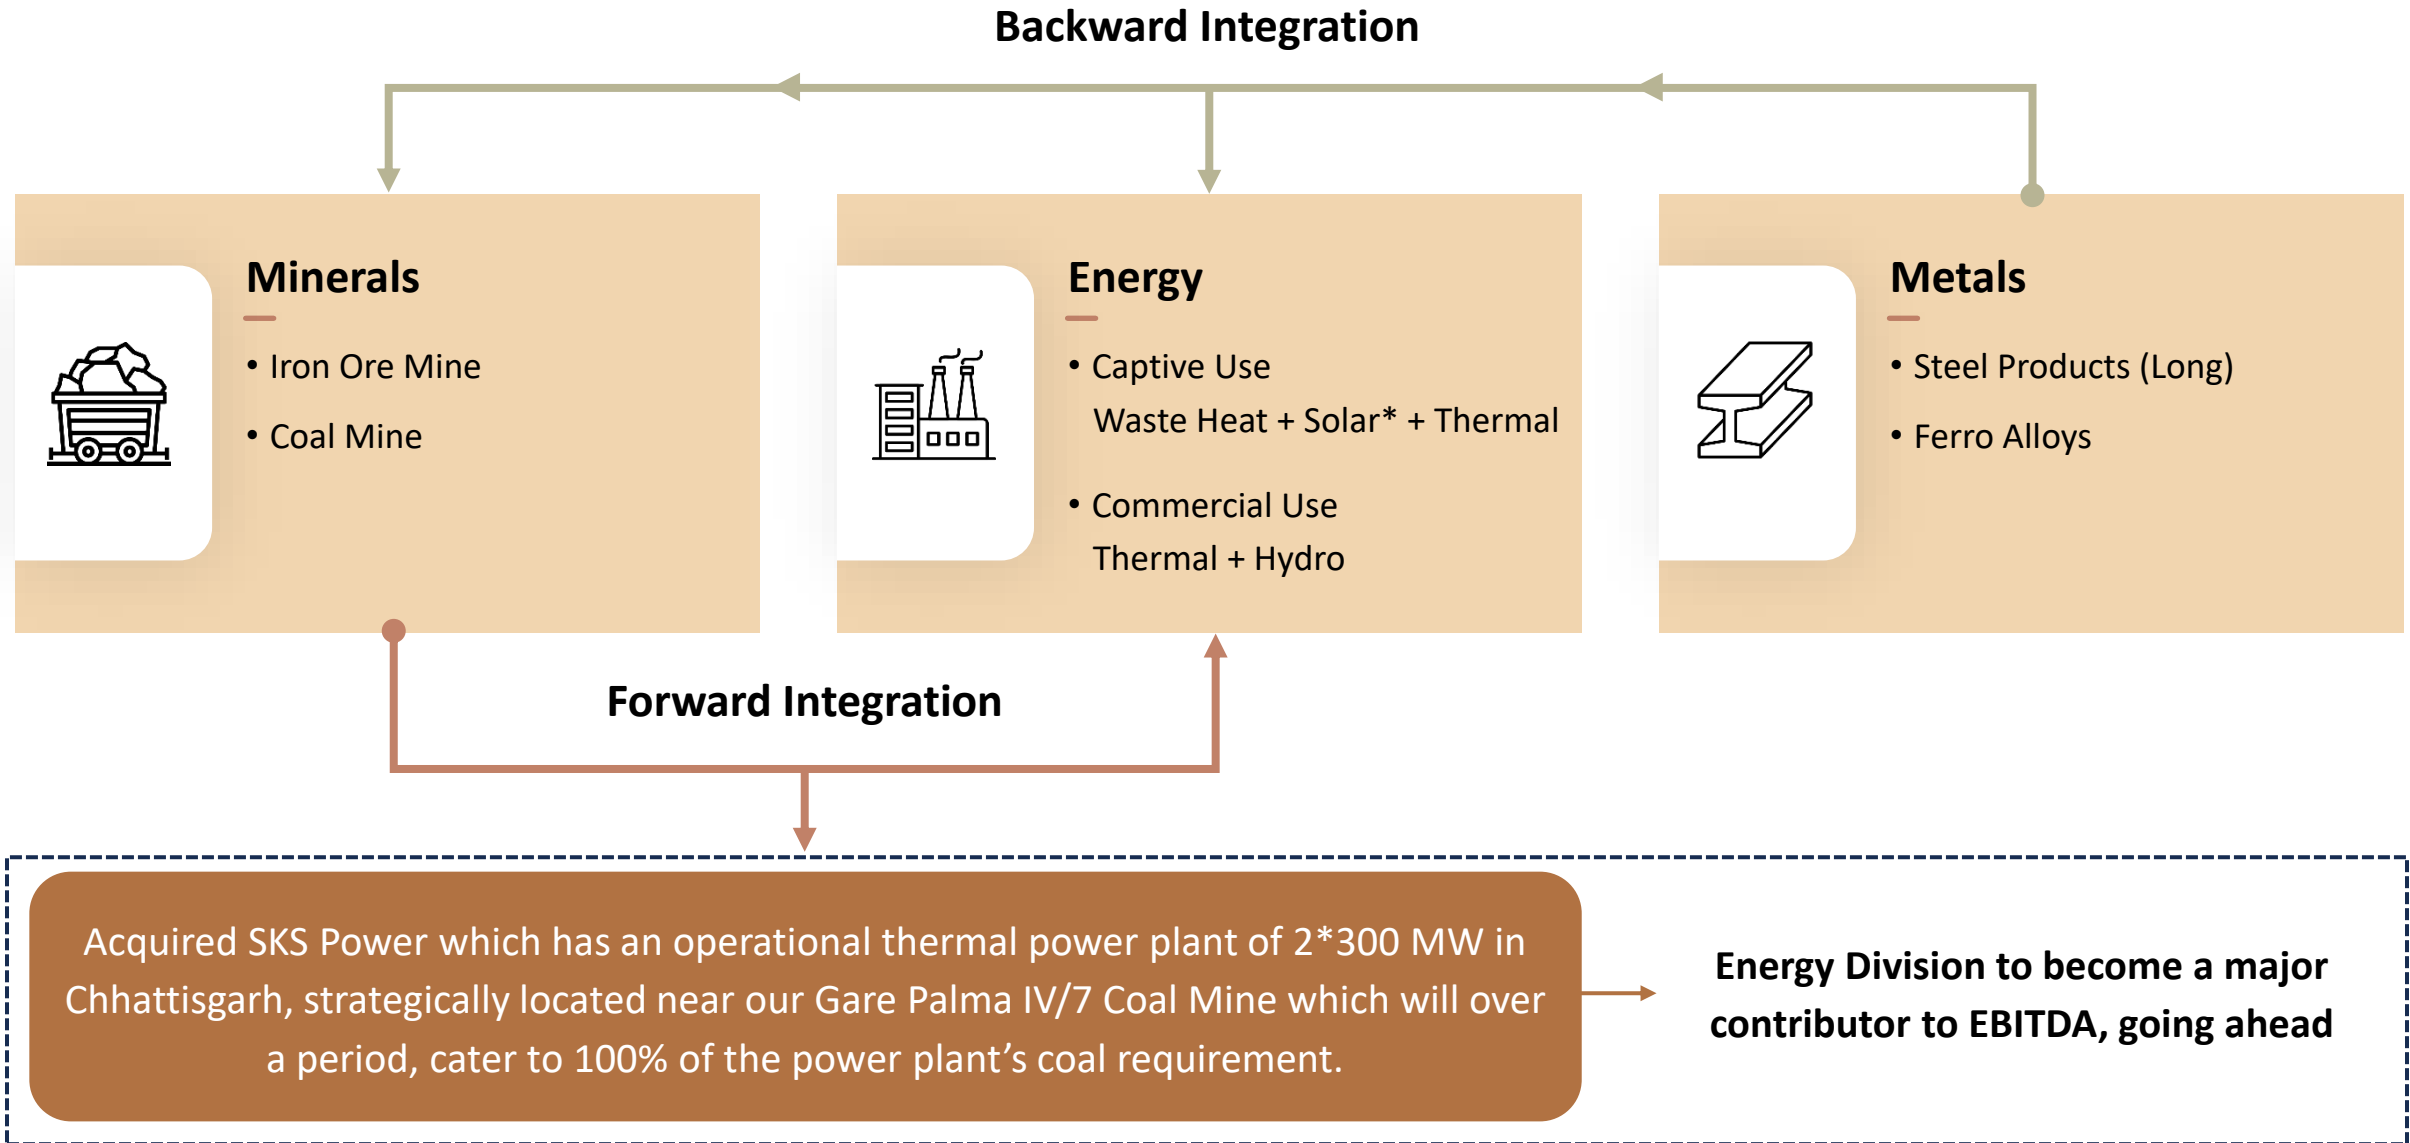 Backward Integration
Minerals
• Iron Ore Mine
• Coal Mine
Energy
• Captive Use
Waste Heat + Solar* + Thermal
• Commercial Use
Thermal + Hydro
Metals
• Steel Products (Long)
• Ferro Alloys
Forward Integration
Acquired SKS Power which has an operational thermal power plant of 2*300 MW in
Chhattisgarh, strategically located near our Gare Palma IV/7 Coal Mine which will over
a period, cater to 100% of the power plant’s coal requirement.
Energy Division to become a major
contributor to EBITDA, going ahead